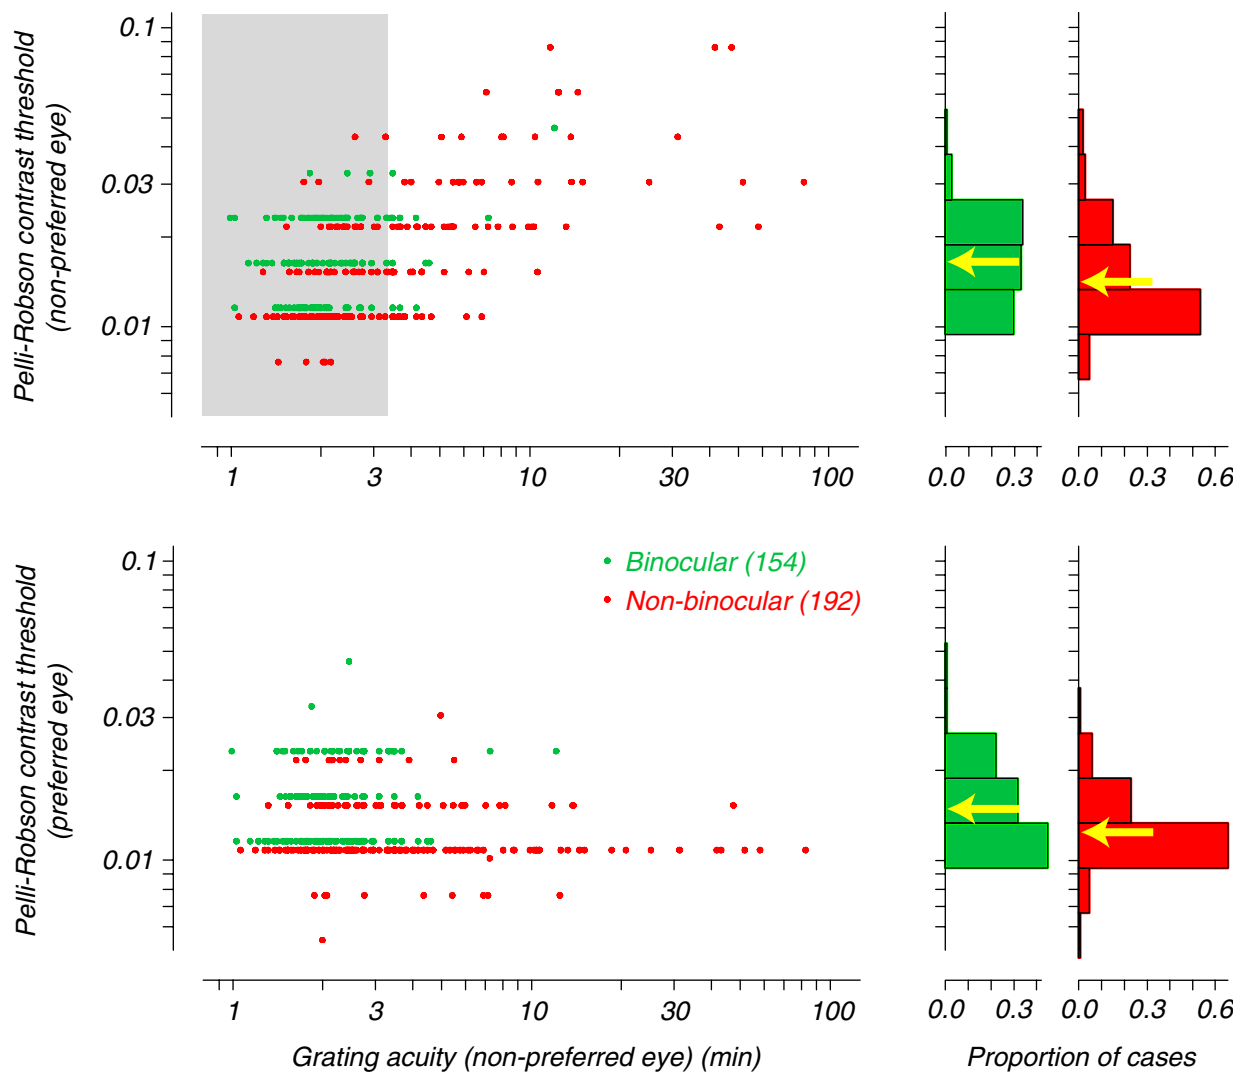 Pelli-Robson contrast threshold
(non-preferred eye)
0.1
0.03
0.01
1 3 10 30 100
0.0 0.3 0.0 0.3 0.6
Pelli-Robson contrast threshold
(preferred eye)
0.1
0.03
0.01
Binocular (154)
Non-binocular (192)
1 3 10 30 100
0.0 0.3 0.0 0.3 0.6
Grating acuity (non-preferred eye) (min)
Proportion of cases